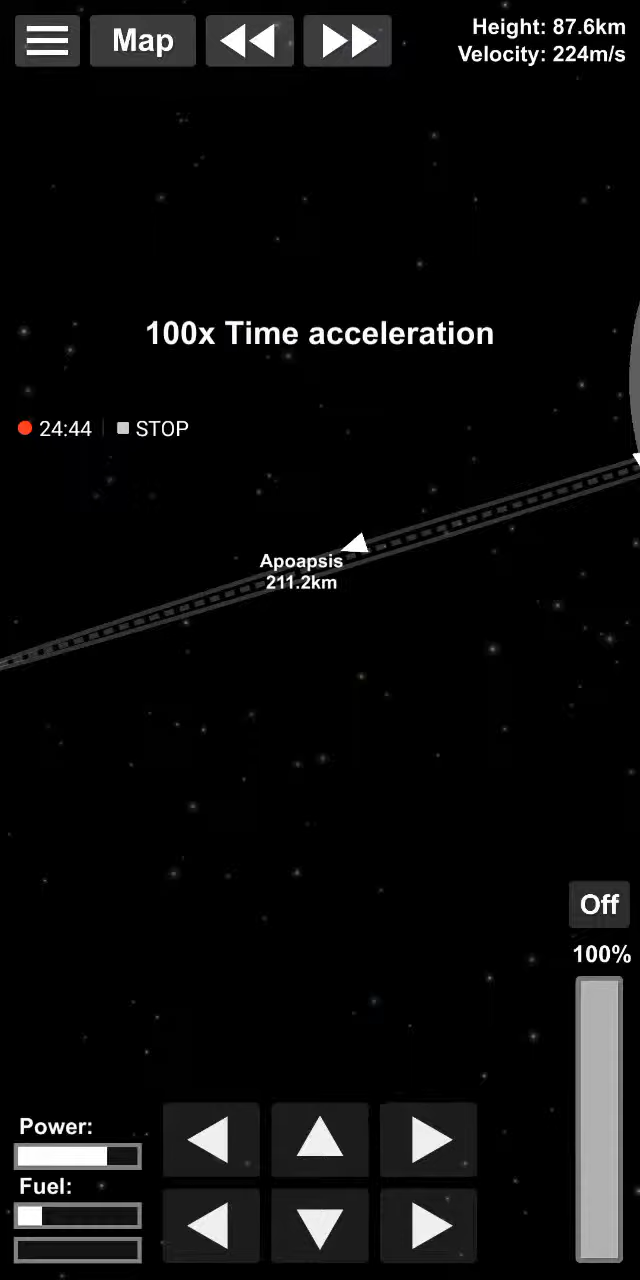 Map
Height: 87.6km
Velocity: 224m/s
100x Time acceleration
24:44 STOP
Apoapsis
211.2km
Off
100%
Power:
Fuel: